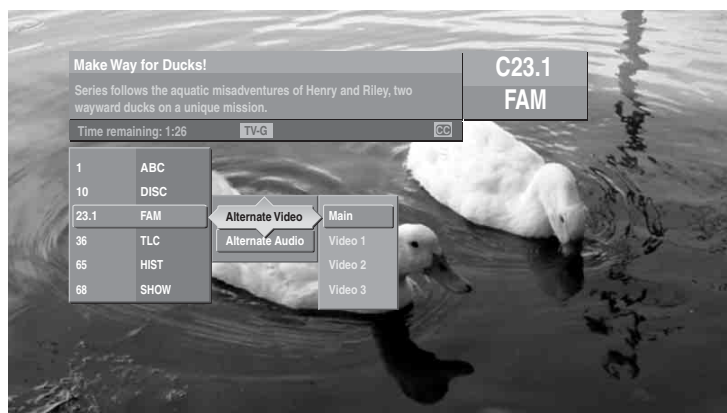 Make Way for Ducks!
Series follows the aquatic misadventures of Henry and Riley, two
wayward ducks on a unique mission.
Time remaining: 1:26 TV-G CC
C23.1
FAM
1 ABC
10 DISC
23.1 FAM Alternate Video Main
36 TLC Alternate Audio Video 1
65 HIST Video 2
68 SHOW Video 3